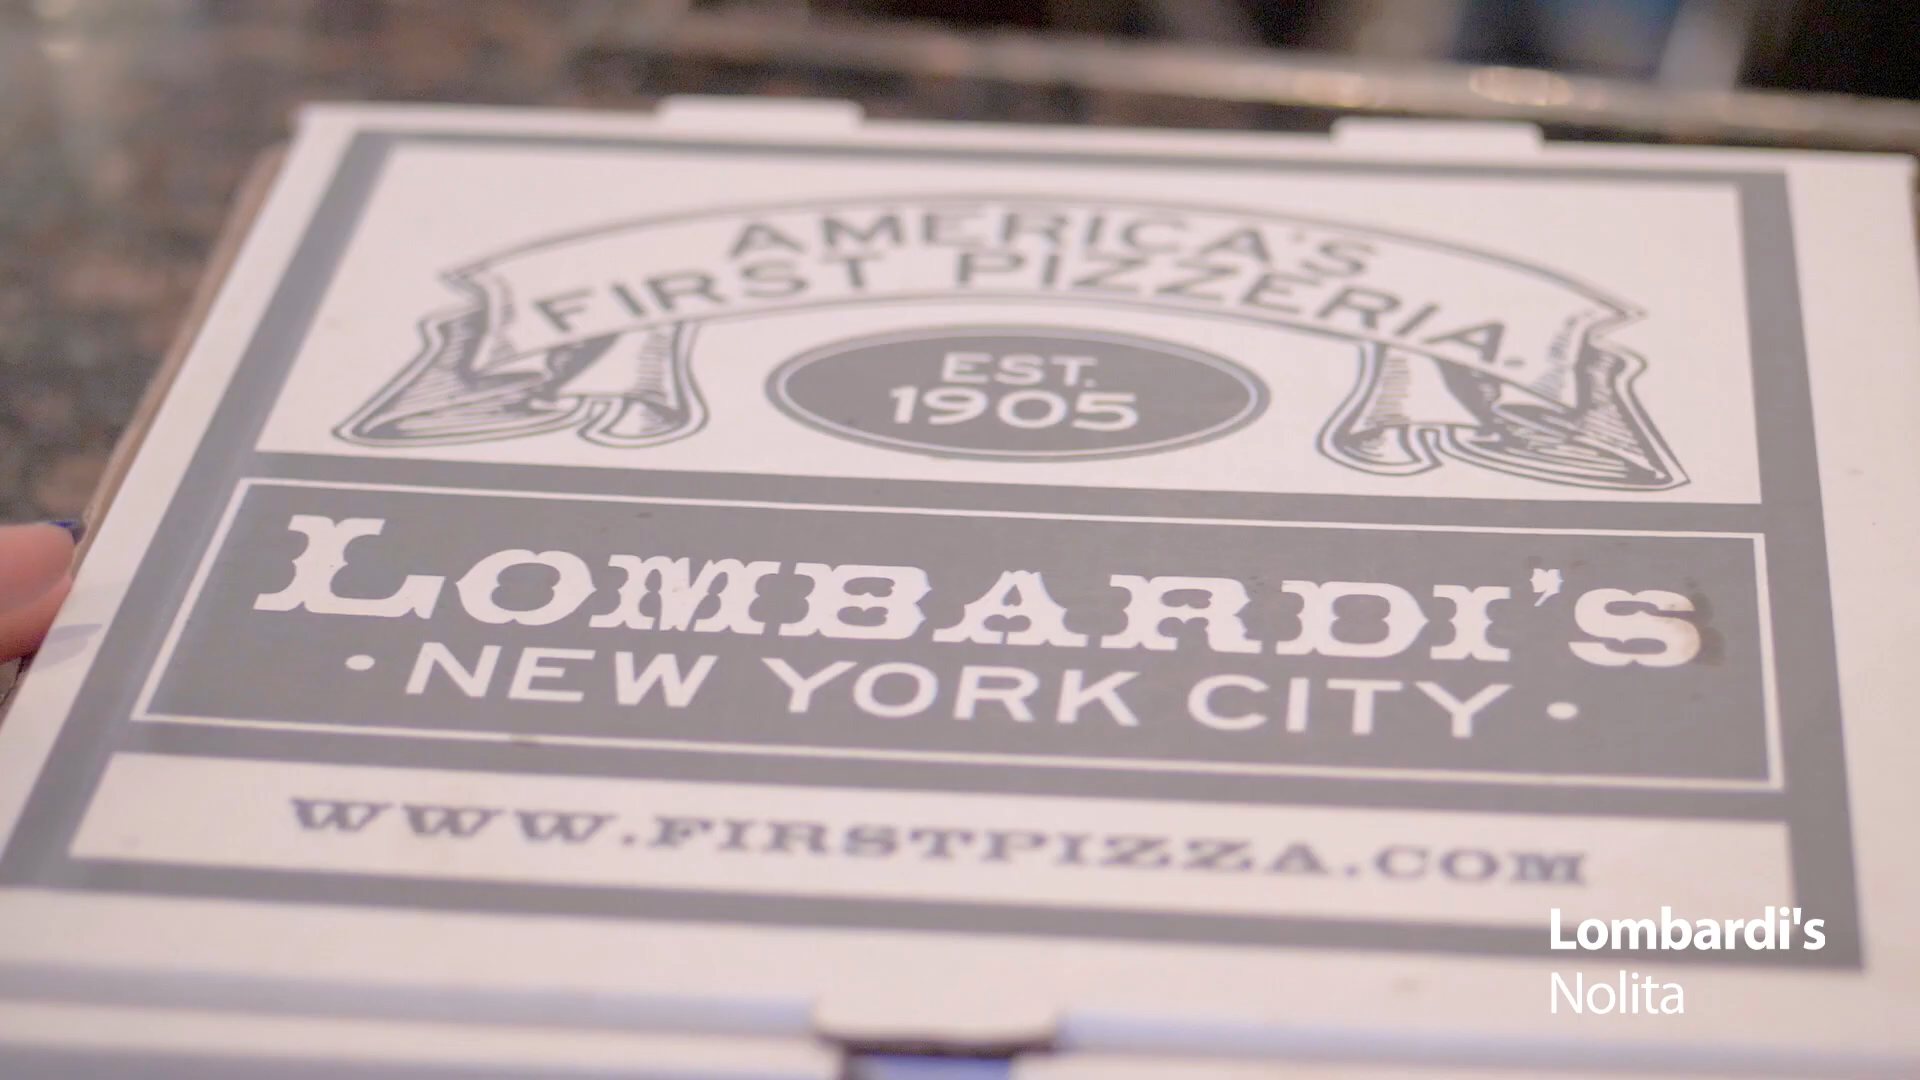 AMERICA'S
FIRST PIZZERIA.
EST.
1905
LOMBARDI'S
• NEW YORK CITY •
WWW.FIRSTPIZZA.COM
Lombardi's
Nolita